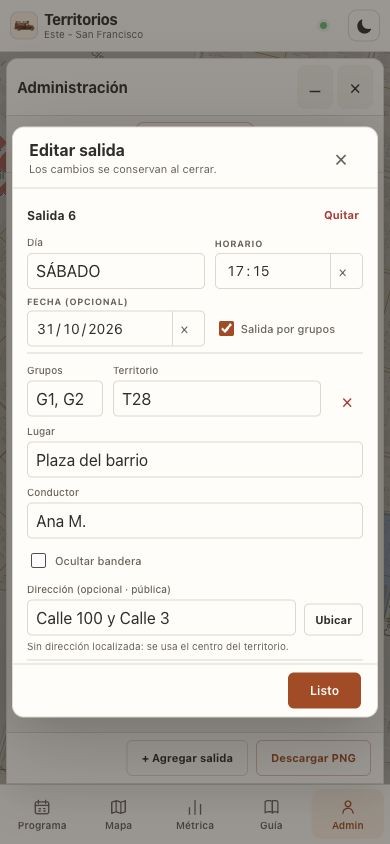 Territorios
Este - San Francisco
Administración
Editar salida
Los cambios se conservan al cerrar.
Salida 6
Quitar
Día
HORARIO
SÁBADO
17:15
FECHA (OPCIONAL)
31/10/2026
Salida por grupos
Grupos
Territorio
G1, G2
T28
Lugar
Plaza del barrio
Conductor
Ana M.
Ocultar bandera
Dirección (opcional · pública)
Calle 100 y Calle 3
Ubicar
Sin dirección localizada: se usa el centro del territorio.
Listo
+ Agregar salida
Descargar PNG
Programa
Mapa
Métrica
Guía
Admin